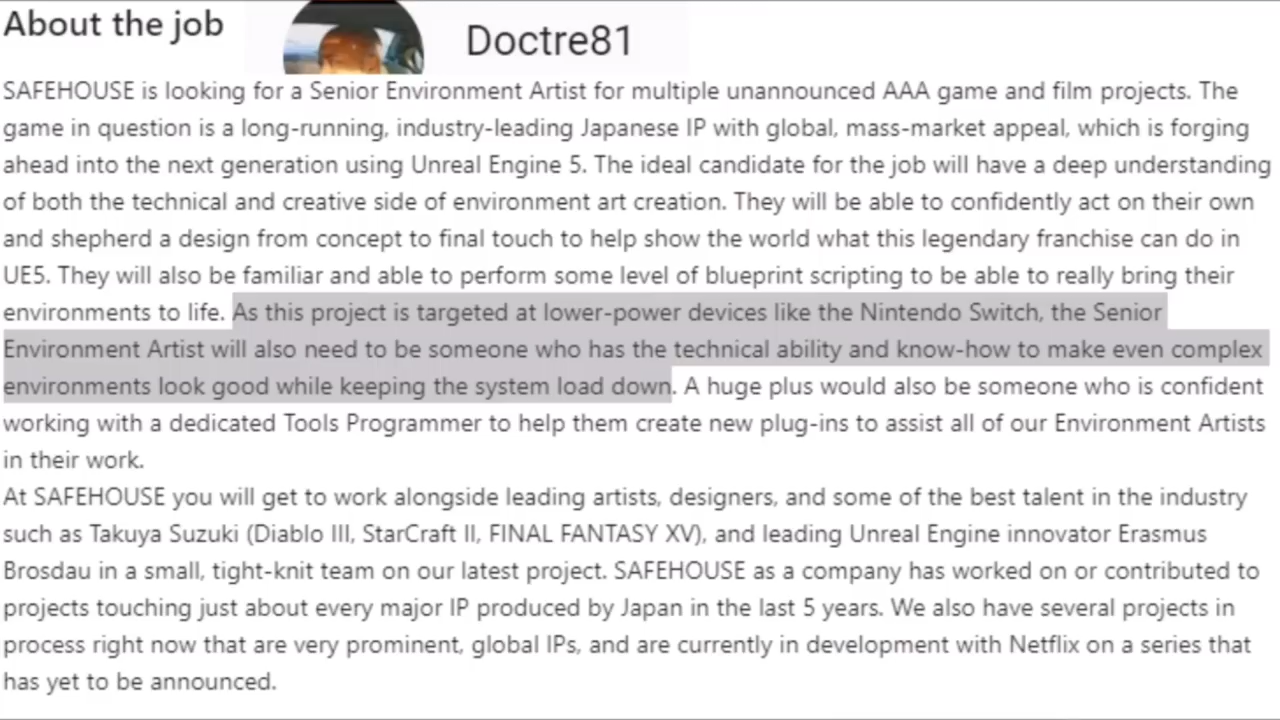 About the job
Doctre81
SAFEHOUSE is looking for a Senior Environment Artist for multiple unannounced AAA game and film projects. The
game in question is a long-running, industry-leading Japanese IP with global, mass-market appeal, which is forging
ahead into the next generation using Unreal Engine 5. The ideal candidate for the job will have a deep understanding
of both the technical and creative side of environment art creation. They will be able to confidently act on their own
and shepherd a design from concept to final touch to help show the world what this legendary franchise can do in
UE5. They will also be familiar and able to perform some level of blueprint scripting to be able to really bring their
environments to life. As this project is targeted at lower-power devices like the Nintendo Switch, the Senior
Environment Artist will also need to be someone who has the technical ability and know-how to make even complex
environments look good while keeping the system load down. A huge plus would also be someone who is confident
working with a dedicated Tools Programmer to help them create new plug-ins to assist all of our Environment Artists
in their work.
At SAFEHOUSE you will get to work alongside leading artists, designers, and some of the best talent in the industry
such as Takuya Suzuki (Diablo III, StarCraft II, FINAL FANTASY XV), and leading Unreal Engine innovator Erasmus
Brosdau in a small, tight-knit team on our latest project. SAFEHOUSE as a company has worked on or contributed to
projects touching just about every major IP produced by Japan in the last 5 years. We also have several projects in
process right now that are very prominent, global IPs, and are currently in development with Netflix on a series that
has yet to be announced.